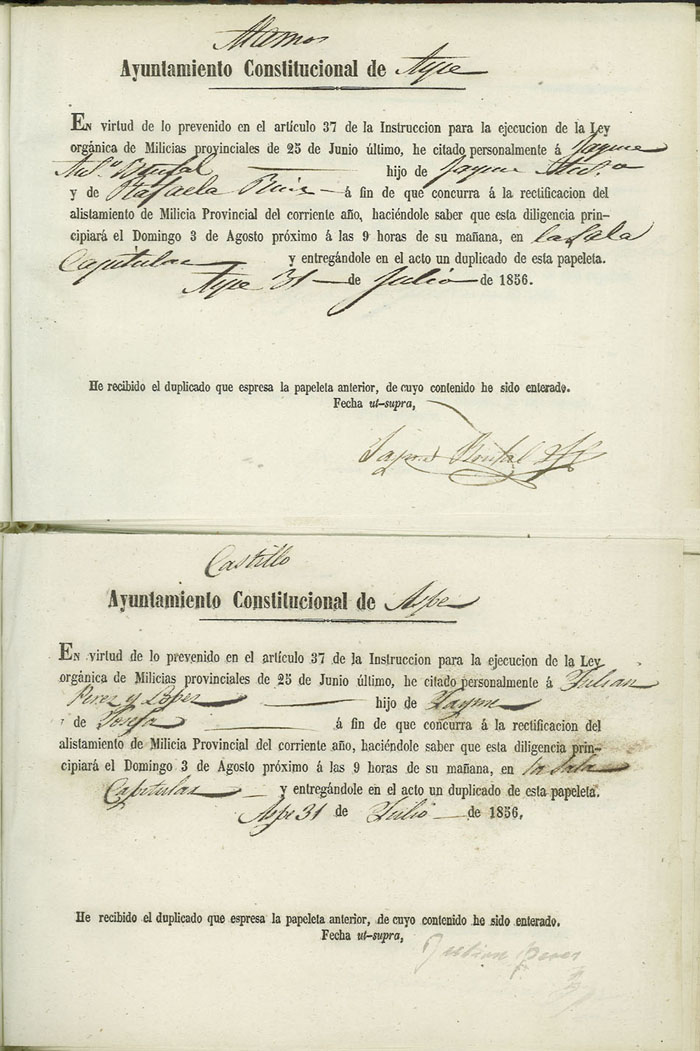 Alamos
Ayuntamiento Constitucional de Aspe
En virtud de lo prevenido en el artículo 37 de la Instruccion para la ejecucion de la Ley
orgánica de Milicias provinciales de 25 de Junio último, he citado personalmente á Jayme
hijo de Jayme
y de Rafaela á fin de que concurra á la rectificacion del
alistamiento de Milicia Provincial del corriente año, haciéndole saber que esta diligencia prin-
cipiará el Domingo 3 de Agosto próximo á las 9 horas de su mañana, en la Sala
Capitular y entregándole en el acto un duplicado de esta papeleta.
Aspe 31 de Julio de 1856.
He recibido el duplicado que espresa la papeleta anterior, de cuyo contenido he sido enterado.
Fecha ut-supra,
Castillo
Ayuntamiento Constitucional de Aspe
En virtud de lo prevenido en el artículo 37 de la Instruccion para la ejecucion de la Ley
orgánica de Milicias provinciales de 25 de Junio último, he citado personalmente á Julian
Perez y Lopez hijo de Jayme
de Josefa á fin de que concurra á la rectificacion del
alistamiento de Milicia Provincial del corriente año, haciéndole saber que esta diligencia prin-
cipiará el Domingo 3 de Agosto próximo á las 9 horas de su mañana, en la Sala
Capitular y entregándole en el acto un duplicado de esta papeleta.
Aspe 31 de Julio de 1856.
He recibido el duplicado que espresa la papeleta anterior, de cuyo contenido he sido enterado.
Fecha ut-supra,
Julian Perez